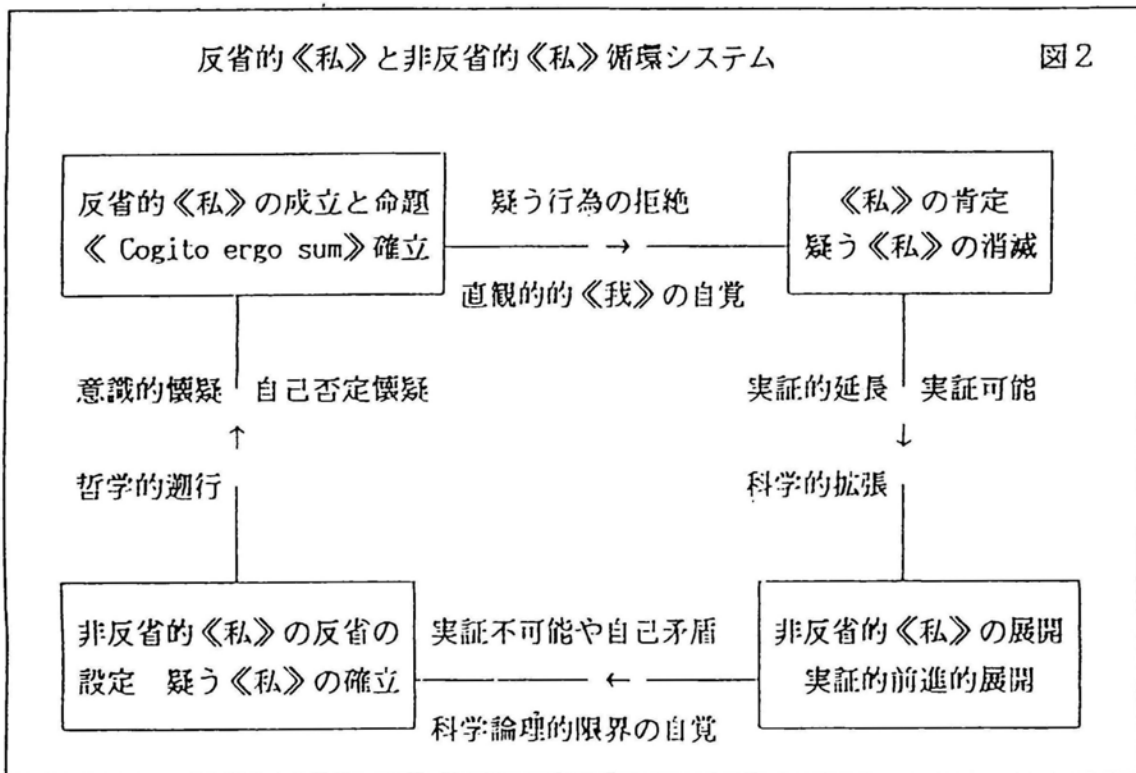 反省的《私》と非反省的《私》循環システム
図2
反省的《私》の成立と命題
《 Cogito ergo sum》確立
疑う行為の拒絶
→
直観的的《我》の自覚
《私》の肯定
疑う《私》の消滅
意識的懐疑 自己否定懐疑
↑
哲学的遡行
実証的延長 実証可能
↓
科学的拡張
非反省的《私》の反省の
設定 疑う《私》の確立
実証不可能や自己矛盾
←
科学論理的限界の自覚
非反省的《私》の展開
実証的前進的展開